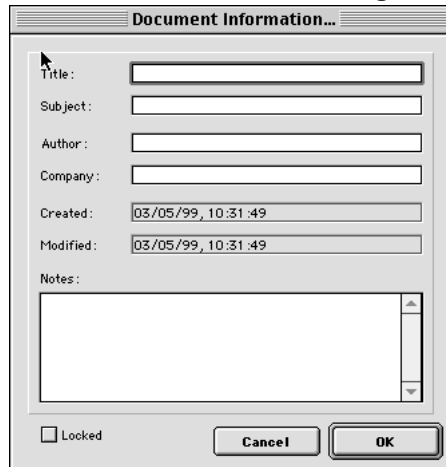 Document Information...
Title:
Subject:
Author:
Company:
Created: 03/05/99, 10:31:49
Modified: 03/05/99, 10:31:49
Notes:
Locked Cancel OK